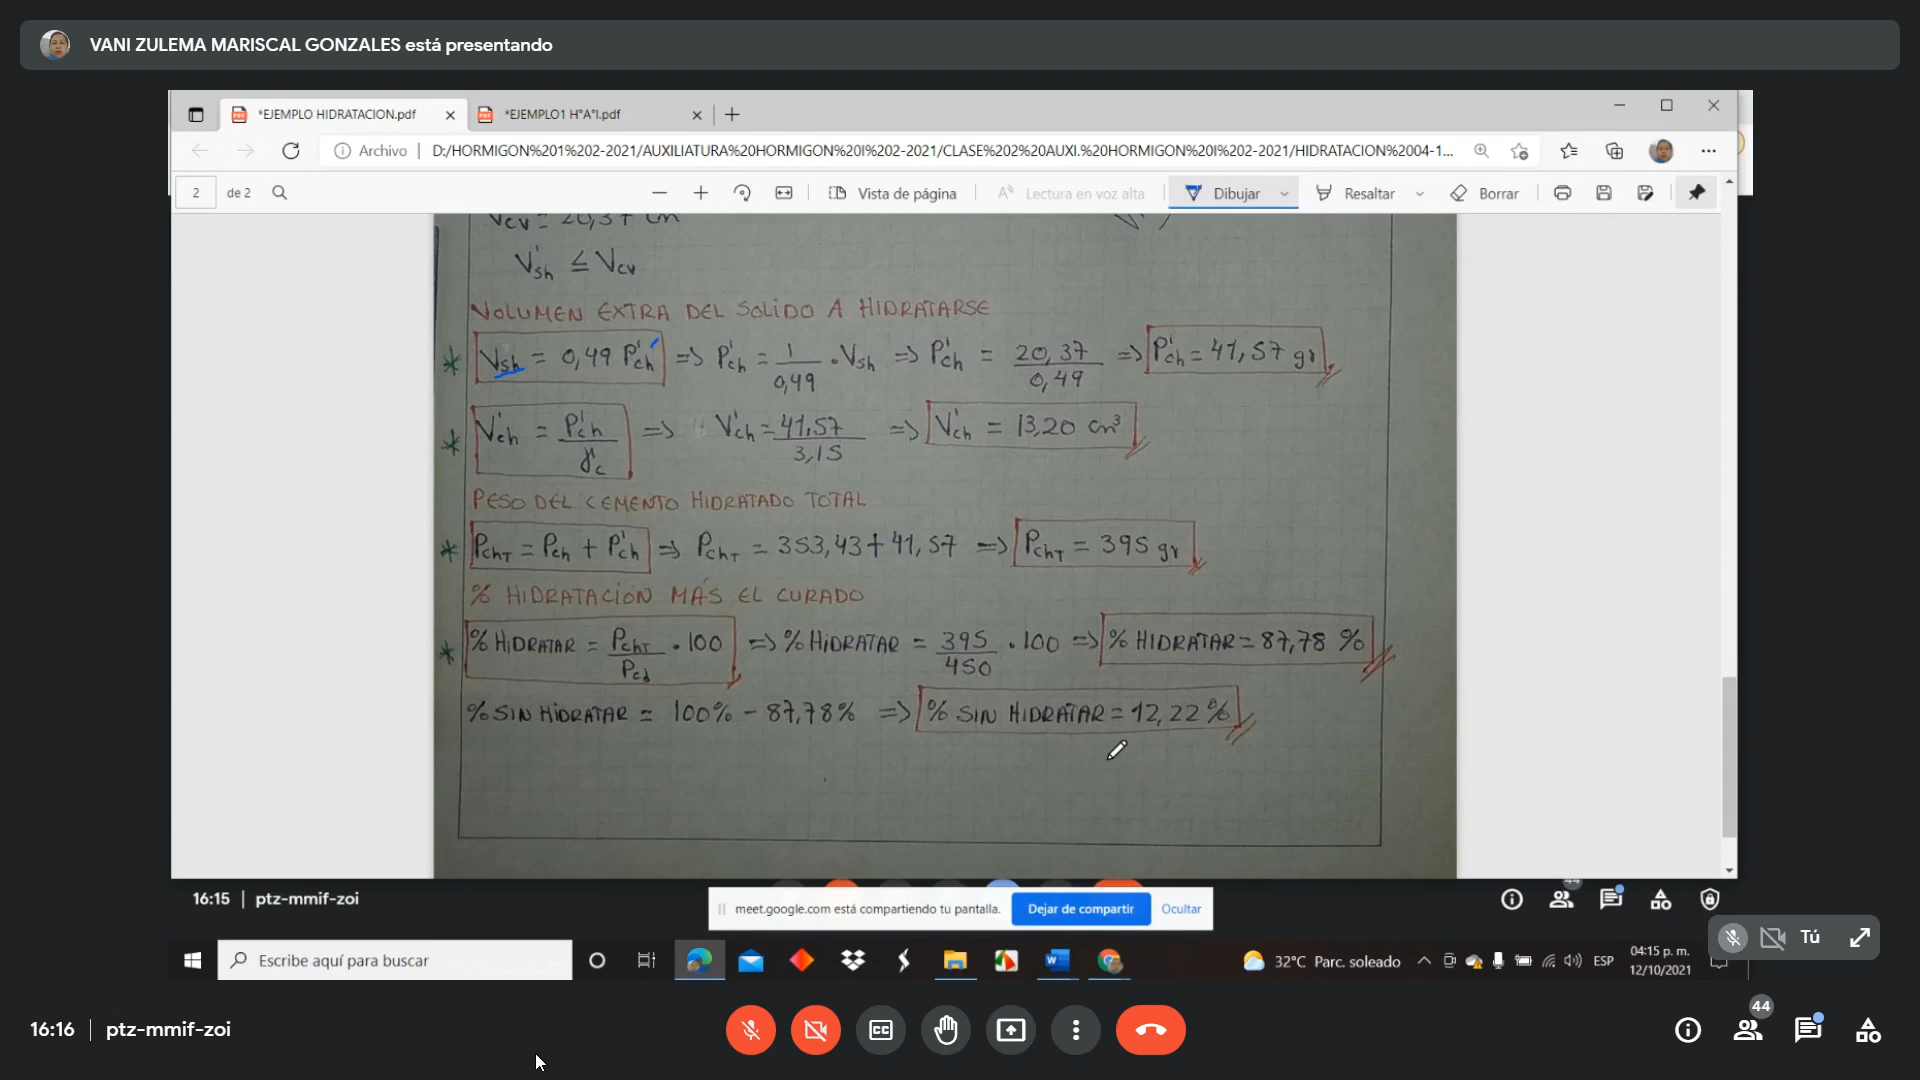 VANI ZULEMA MARISCAL GONZALES está presentando
*EJEMPLO HIDRATACION.pdf
*EJEMPLO1 H°A°I.pdf
Archivo | D:/HORMIGON%201%202-2021/AUXILIATURA%20HORMIGON%20I%202-2021/CLASE%202%20AUXI.%20HORMIGON%20I%202-2021/HIDRATACION%2004-1...
2 de 2 Vista de página Lectura en voz alta Dibujar Resaltar Borrar
Vcv = 20,37 cm
V'sh ≤ Vcv
VOLUMEN EXTRA DEL SOLIDO A HIDRATARSE
* Vsh = 0,49 P'ch => P'ch = 1/0,49 . Vsh => P'ch = 20,37/0,49 => P'ch = 41,57 gr
* V'ch = P'ch/γc => V'ch = 41,57/3,15 => V'ch = 13,20 cm³
PESO DEL CEMENTO HIDRATADO TOTAL
* PchT = Pch + P'ch => PchT = 353,43 + 41,57 => PchT = 395 gr
% HIDRATACIÓN MÁS EL CURADO
* % HIDRATAR = PchT/Pcd . 100 => % HIDRATAR = 395/450 . 100 => % HIDRATAR = 87,78 %
% SIN HIDRATAR = 100% - 87,78% => % SIN HIDRATAR = 12,22 %
16:15 | ptz-mmif-zoi
meet.google.com está compartiendo tu pantalla. Dejar de compartir Ocultar
44
Tú
Escribe aquí para buscar
32°C Parc. soleado
ESP
04:15 p. m.
12/10/2021
16:16 | ptz-mmif-zoi
44